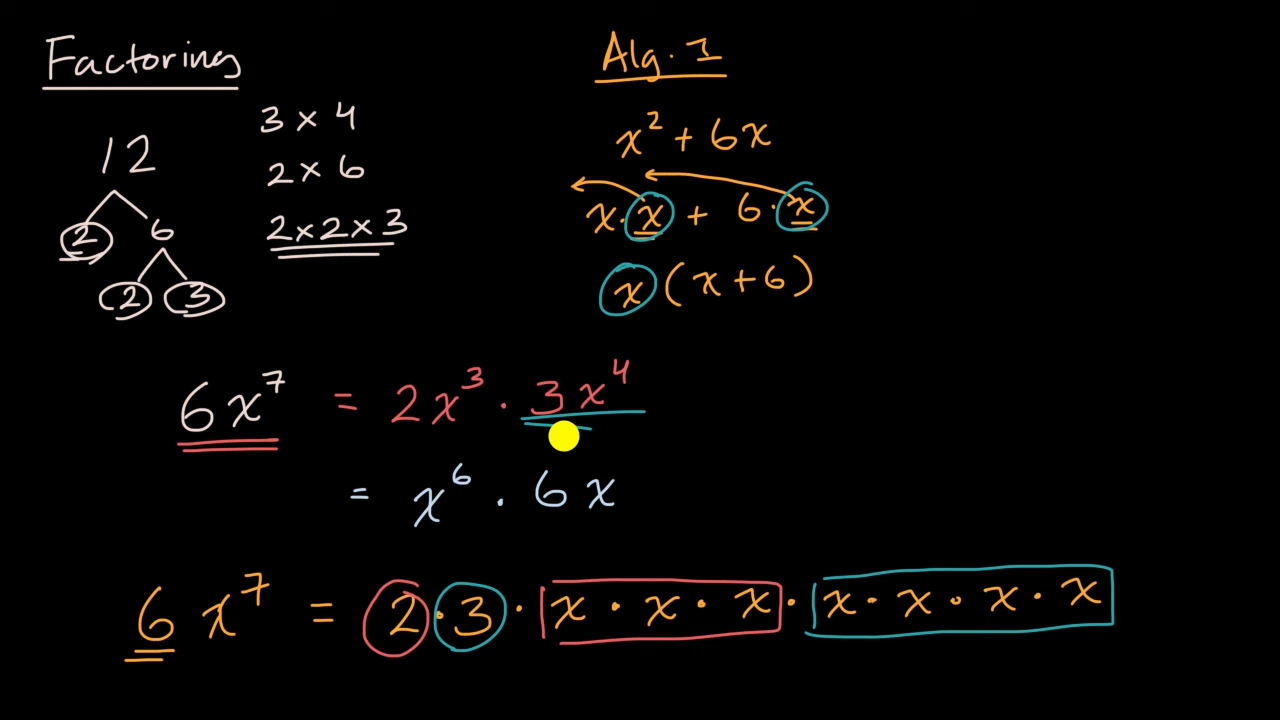 Factoring
12
2 6
2 3
3 × 4
2 × 6
2 × 2 × 3
Alg. 1
x² + 6x
x · x + 6 · x
x (x + 6)
6x⁷ = 2x³ · 3x⁴
= x⁶ · 6x
6x⁷ = 2 · 3 · x · x · x · x · x · x · x